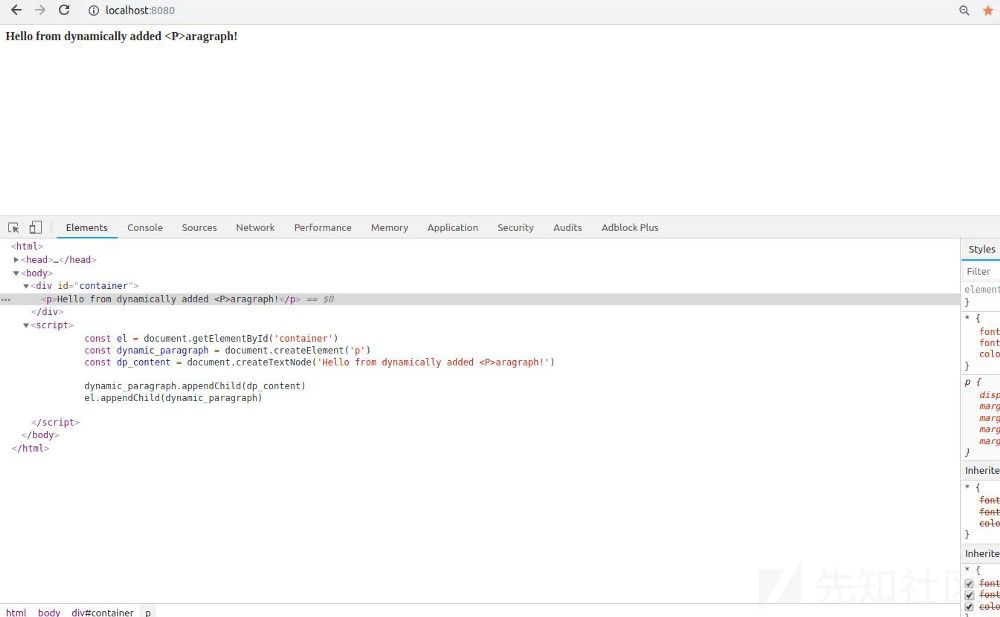 localhost:8080
Hello from dynamically added <P>aragraph!
Elements Console Sources Network Performance Memory Application Security Audits Adblock Plus
<html>
<head>…</head>
<body>
<div id="container">
<p>Hello from dynamically added <P>aragraph!</p> == $0
</div>
<script>
const el = document.getElementById('container')
const dynamic_paragraph = document.createElement('p')
const dp_content = document.createTextNode('Hello from dynamically added <P>aragraph!')
dynamic_paragraph.appendChild(dp_content)
el.appendChild(dynamic_paragraph)
</script>
</body>
</html>
html body div#container p
Styles
Filter
element
}
* {
font
font
colo
}
p {
disp
marg
marg
marg
marg
}
Inherite
* {
font
font
colo
}
Inherite
* {
font
font
colo
}
先知社区